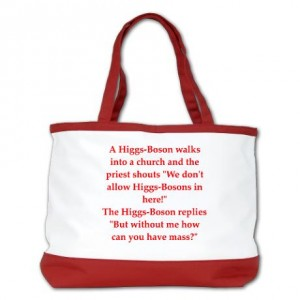 A Higgs-Boson walks
into a church and the
priest shouts "We don't
allow Higgs-Bosons in
here!"
The Higgs-Boson replies
"But without me how
can you have mass?"